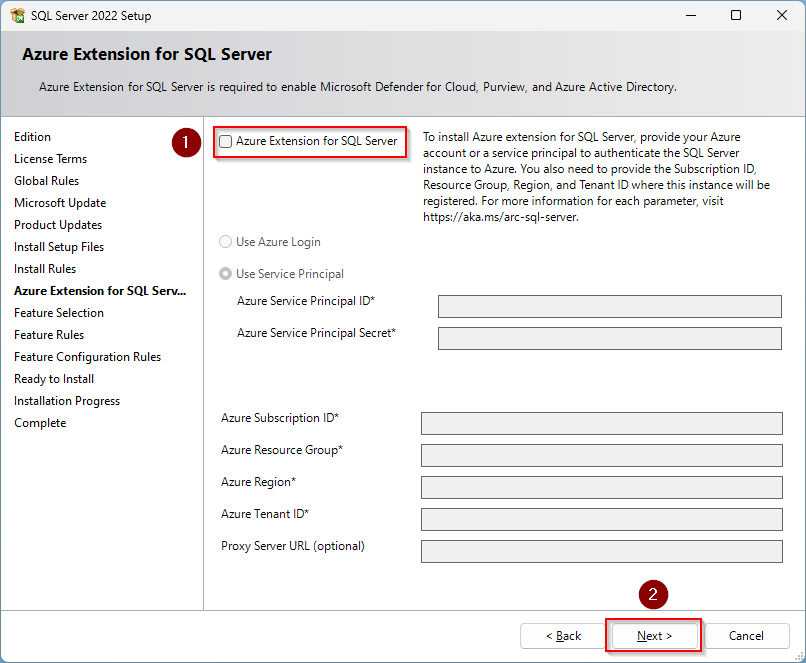 SQL Server 2022 Setup
Azure Extension for SQL Server
Azure Extension for SQL Server is required to enable Microsoft Defender for Cloud, Purview, and Azure Active Directory.
Edition
License Terms
Global Rules
Microsoft Update
Product Updates
Install Setup Files
Install Rules
Azure Extension for SQL Serv...
Feature Selection
Feature Rules
Feature Configuration Rules
Ready to Install
Installation Progress
Complete
1
Azure Extension for SQL Server
To install Azure extension for SQL Server, provide your Azure
account or a service principal to authenticate the SQL Server
instance to Azure. You also need to provide the Subscription ID,
Resource Group, Region, and Tenant ID where this instance will be
registered. For more information for each parameter, visit
https://aka.ms/arc-sql-server.
Use Azure Login
Use Service Principal
Azure Service Principal ID*
Azure Service Principal Secret*
Azure Subscription ID*
Azure Resource Group*
Azure Region*
Azure Tenant ID*
Proxy Server URL (optional)
2
< Back
Next >
Cancel